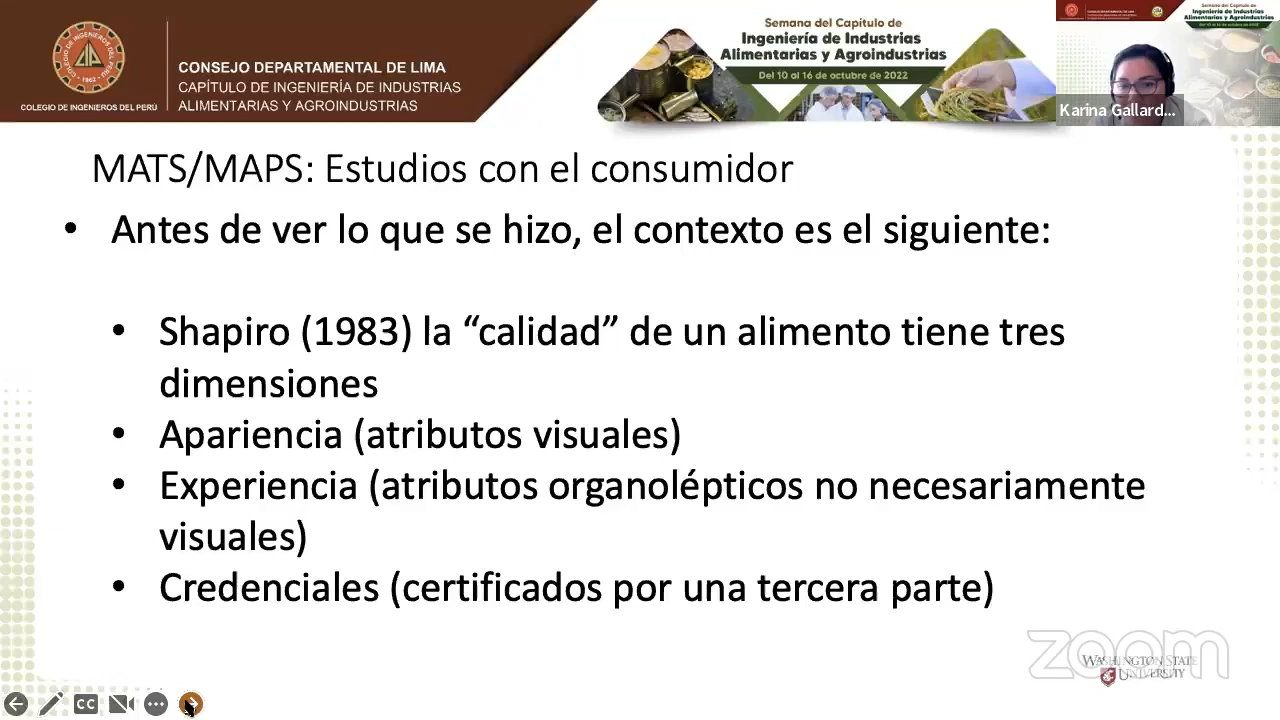 COLEGIO DE INGENIEROS DEL PERÚ
CONSEJO DEPARTAMENTAL DE LIMA
CAPÍTULO DE INGENIERÍA DE INDUSTRIAS
ALIMENTARIAS Y AGROINDUSTRIAS
Semana del Capítulo de
Ingeniería de Industrias
Alimentarias y Agroindustrias
Del 10 al 16 de octubre de 2022
Karina Gallard...
MATS/MAPS: Estudios con el consumidor
• Antes de ver lo que se hizo, el contexto es el siguiente:
• Shapiro (1983) la “calidad” de un alimento tiene tres
dimensiones
• Apariencia (atributos visuales)
• Experiencia (atributos organolépticos no necesariamente
visuales)
• Credenciales (certificados por una tercera parte)
zoom
WASHINGTON STATE
UNIVERSITY
CC